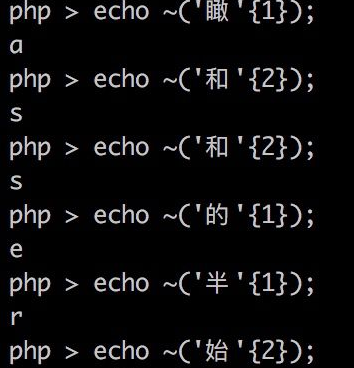 php > echo ~('瞰'{1});
a
php > echo ~('和'{2});
s
php > echo ~('和'{2});
s
php > echo ~('的'{1});
e
php > echo ~('半'{1});
r
php > echo ~('始'{2});